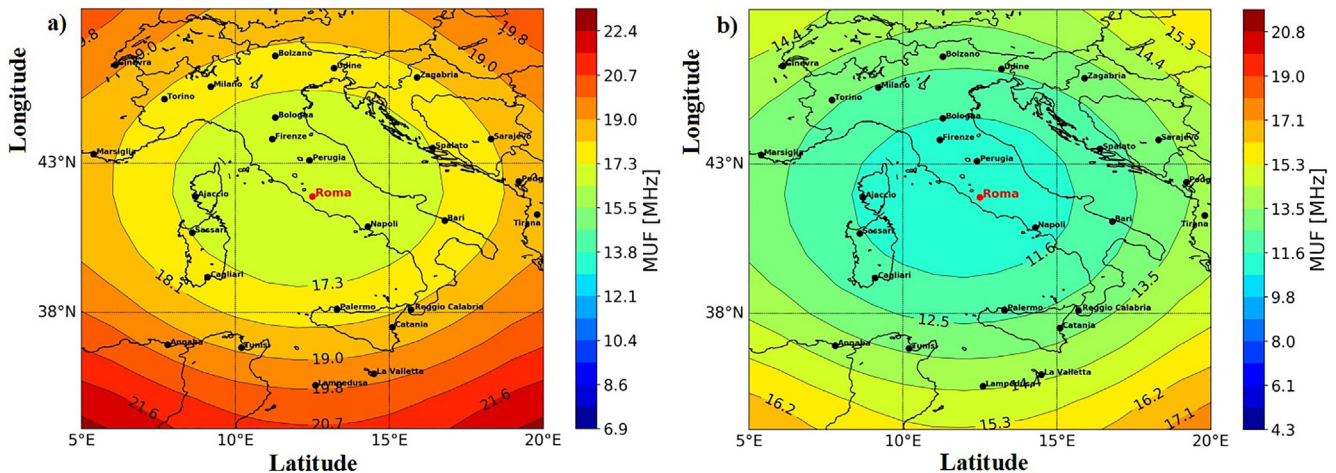 a)
Longitude
43°N
38°N
5°E
10°E
15°E
20°E
Latitude
19.0
19.8
19.0
Ginevra
Bolzano
Udine
Zagabria
Milano
Torino
Bologna
Firenze
Sarajevo
Marsiglia
Spalato
Perugia
Ajaccio
Roma
Bari
Tirana
Napoli
Sassari
Cagliari
18.1
17.3
Palermo
Reggio Calabria
Catania
Annaba
Tunisi
19.0
La Valletta
Lampedusa
19.8
21.6
20.7
21.6
22.4
20.7
19.0
17.3
15.5
13.8
12.1
10.4
8.6
6.9
MUF [MHz]
b)
Longitude
43°N
38°N
5°E
10°E
15°E
20°E
Latitude
14.4
15.3
14.4
Ginevra
Bolzano
Udine
Zagabria
Milano
Torino
Bologna
Firenze
Sarajevo
Marsiglia
Spalato
Perugia
Ajaccio
Roma
Bari
Tirana
Napoli
Sassari
Cagliari
11.6
13.5
Palermo
Reggio Calabria
12.5
Catania
Annaba
Tunisi
La Valletta
Lampedusa
14.4
16.2
15.3
16.2
17.1
20.8
19.0
17.1
15.3
13.5
11.6
9.8
8.0
6.1
4.3
MUF [MHz]